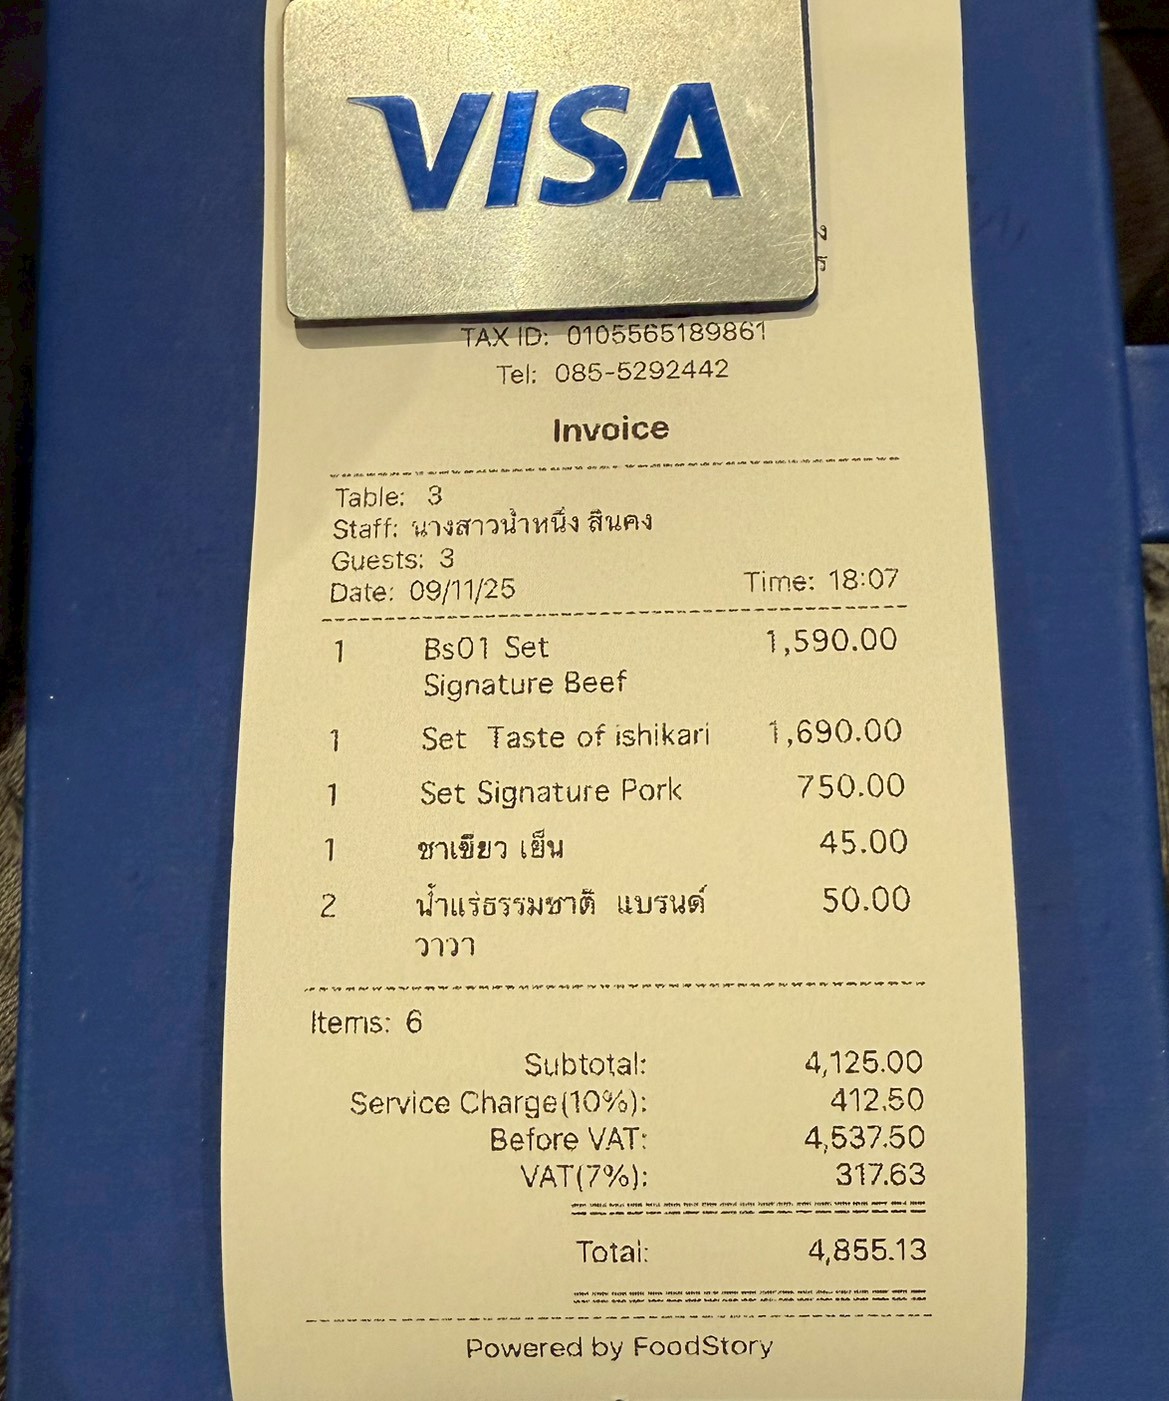 VISA
ง
ร
TAX ID: 0105565189861
Tel: 085-5292442
Invoice
Table: 3
Staff: นางสาวน้ำหนึ่ง สีนคง
Guests: 3
Date: 09/11/25 Time: 18:07
1 Bs01 Set 1,590.00
Signature Beef
1 Set Taste of ishikari 1,690.00
1 Set Signature Pork 750.00
1 ชาเขียว เย็น 45.00
2 น้ำแร่ธรรมชาติ แบรนด์ 50.00
วาวา
Items: 6
Subtotal: 4,125.00
Service Charge(10%): 412.50
Before VAT: 4,537.50
VAT(7%): 317.63
Total: 4,855.13
Powered by FoodStory